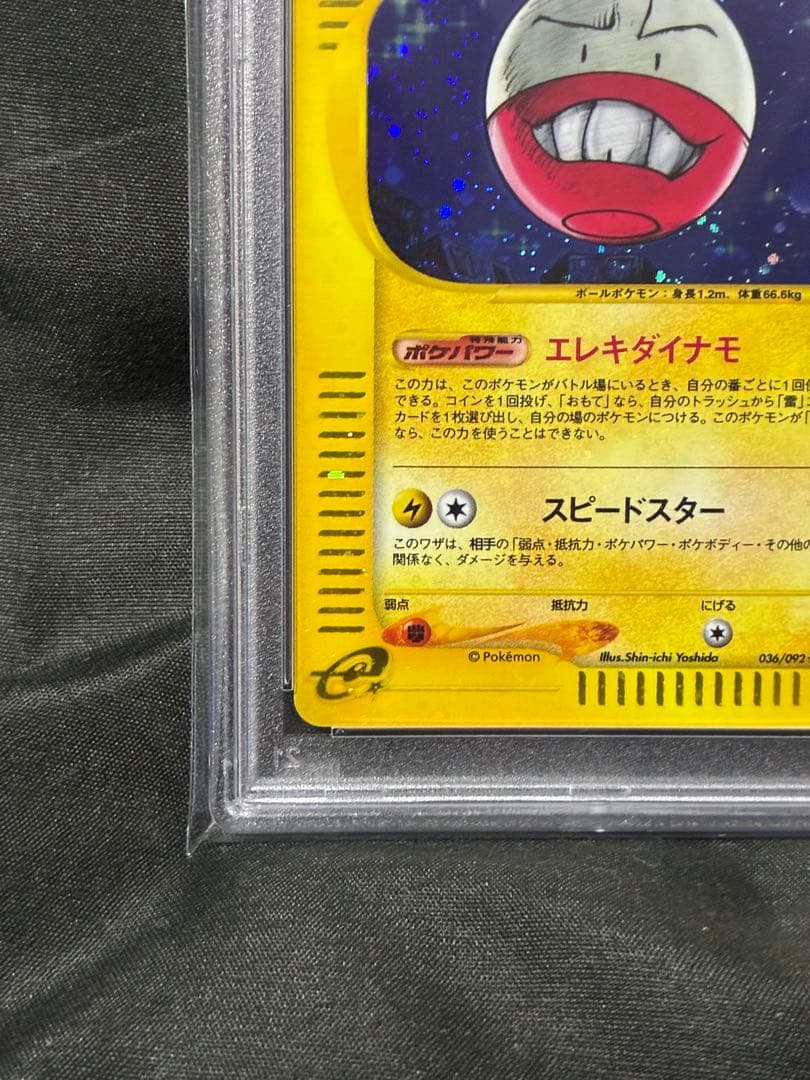 ボールポケモン：身長1.2m、体重66.6kg
特殊能力
ポケパワー エレキダイナモ
この力は、このポケモンがバトル場にいるとき、自分の番ごとに1回
できる。コインを1回投げ、「おもて」なら、自分のトラッシュから「雷」
カードを1枚選び出し、自分の場のポケモンにつける。このポケモンが「
なら、この力を使うことはできない。
スピードスター
このワザは、相手の「弱点・抵抗力・ポケパワー・ポケボディー・その他の
関係なく、ダメージを与える。
弱点 抵抗力 にげる
© Pokémon Illus.Shin-ichi Yoshida 036/092
e